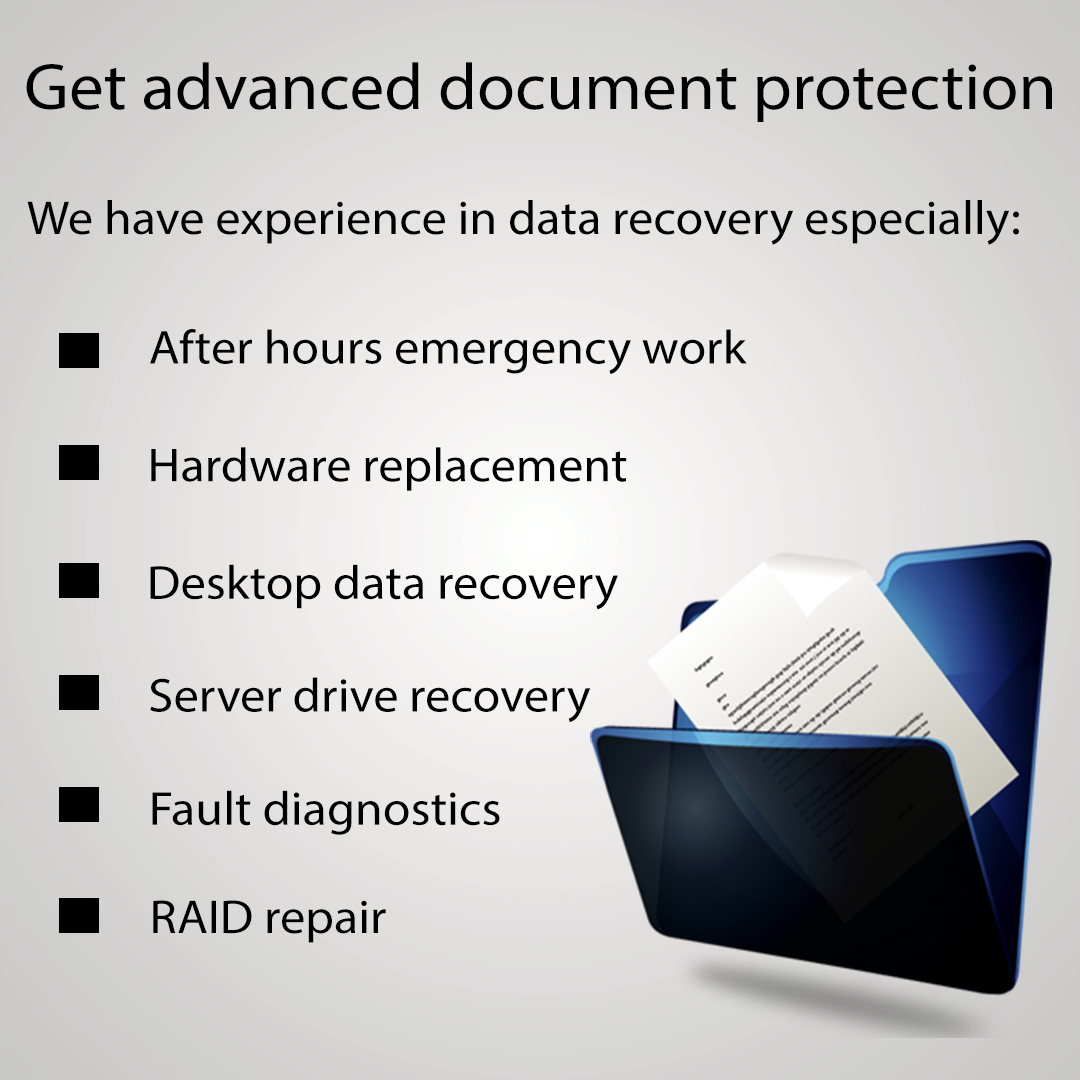 Get advanced document protection
We have experience in data recovery especially:
After hours emergency work
Hardware replacement
Desktop data recovery
Server drive recovery
Fault diagnostics
RAID repair